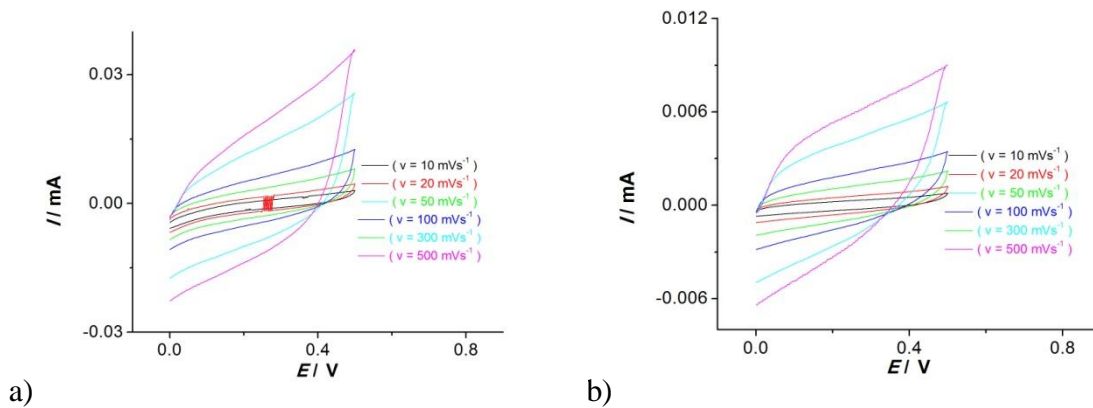 0.03
0.00
-0.03
I/ mA
0.0
0.4
0.8
E/ V
( v = 10 mVs⁻¹ )
( v = 20 mVs⁻¹ )
( v = 50 mVs⁻¹ )
( v = 100 mVs⁻¹ )
( v = 300 mVs⁻¹ )
( v = 500 mVs⁻¹ )
a)
0.012
0.006
0.000
-0.006
I/ mA
0.0
0.4
0.8
E/ V
( v = 10 mVs⁻¹ )
( v = 20 mVs⁻¹ )
( v = 50 mVs⁻¹ )
( v = 100 mVs⁻¹ )
( v = 300 mVs⁻¹ )
( v = 500 mVs⁻¹ )
b)